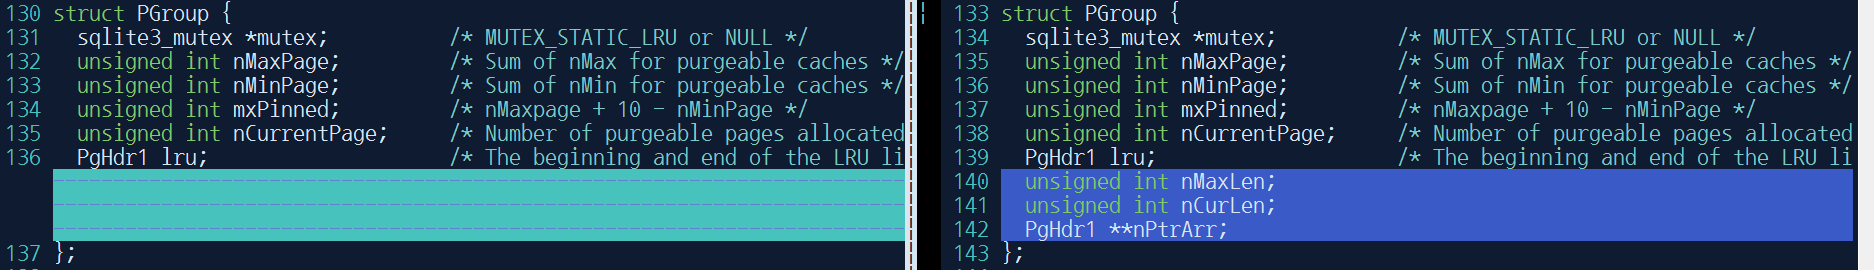 130 struct PGroup {
131   sqlite3_mutex *mutex;          /* MUTEX_STATIC_LRU or NULL */
132   unsigned int nMaxPage;         /* Sum of nMax for purgeable caches */
133   unsigned int nMinPage;         /* Sum of nMin for purgeable caches */
134   unsigned int mxPinned;         /* nMaxpage + 10 - nMinPage */
135   unsigned int nCurrentPage;     /* Number of purgeable pages allocated
136   PgHdr1 lru;                    /* The beginning and end of the LRU li
137 };
133 struct PGroup {
134   sqlite3_mutex *mutex;          /* MUTEX_STATIC_LRU or NULL */
135   unsigned int nMaxPage;         /* Sum of nMax for purgeable caches */
136   unsigned int nMinPage;         /* Sum of nMin for purgeable caches */
137   unsigned int mxPinned;         /* nMaxpage + 10 - nMinPage */
138   unsigned int nCurrentPage;     /* Number of purgeable pages allocated
139   PgHdr1 lru;                    /* The beginning and end of the LRU li
140   unsigned int nMaxLen;
141   unsigned int nCurLen;
142   PgHdr1 **nPtrArr;
143 };